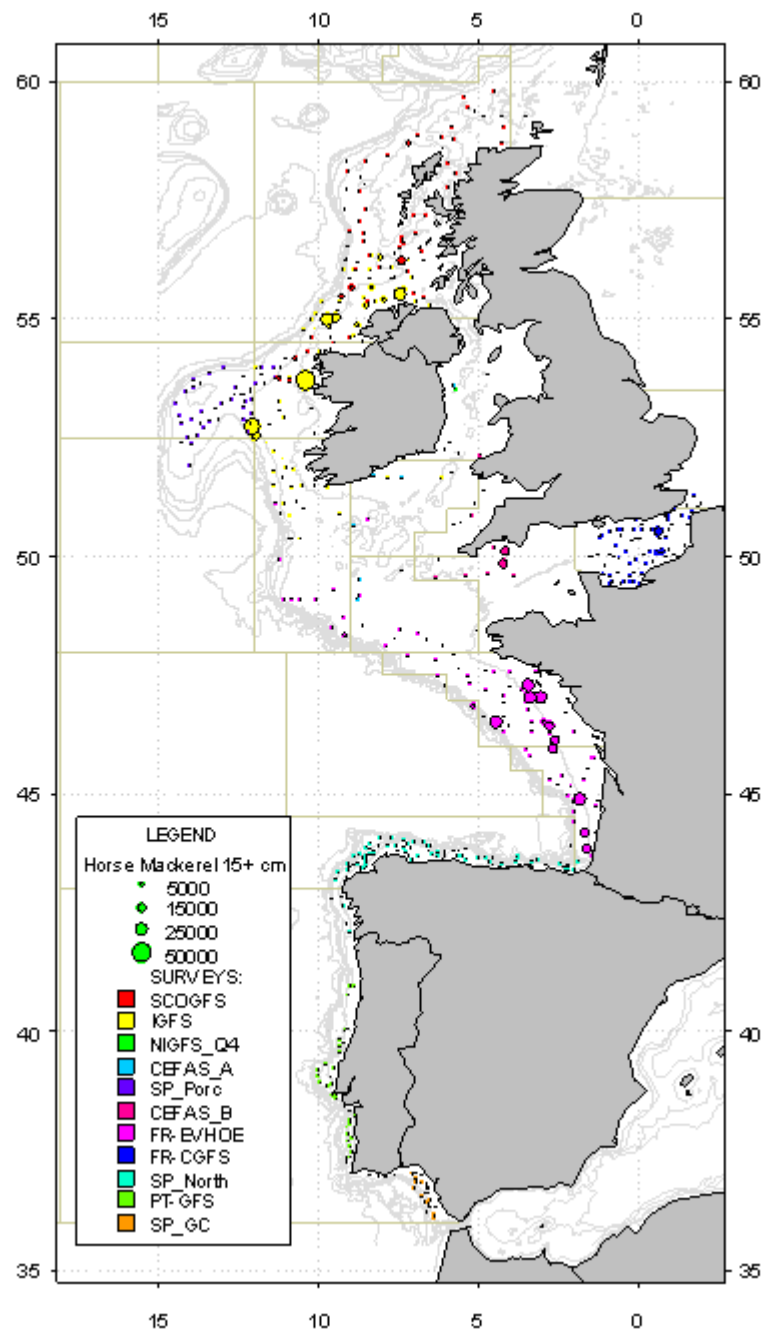 15 10 5 0
60 60
55 55
50 50
45 45
LEGEND
Horse Mackerel 15+ cm
5000
15000
25000
50000
SURVEYS:
SCOGFS
IGFS
NIGFS_Q4
CEFAS_A
SP_Porc
CEFAS_B
FR-EVHOE
FR-CGFS
SP_North
PT-GFS
SP_GC
40 40
35 35
15 10 5 0